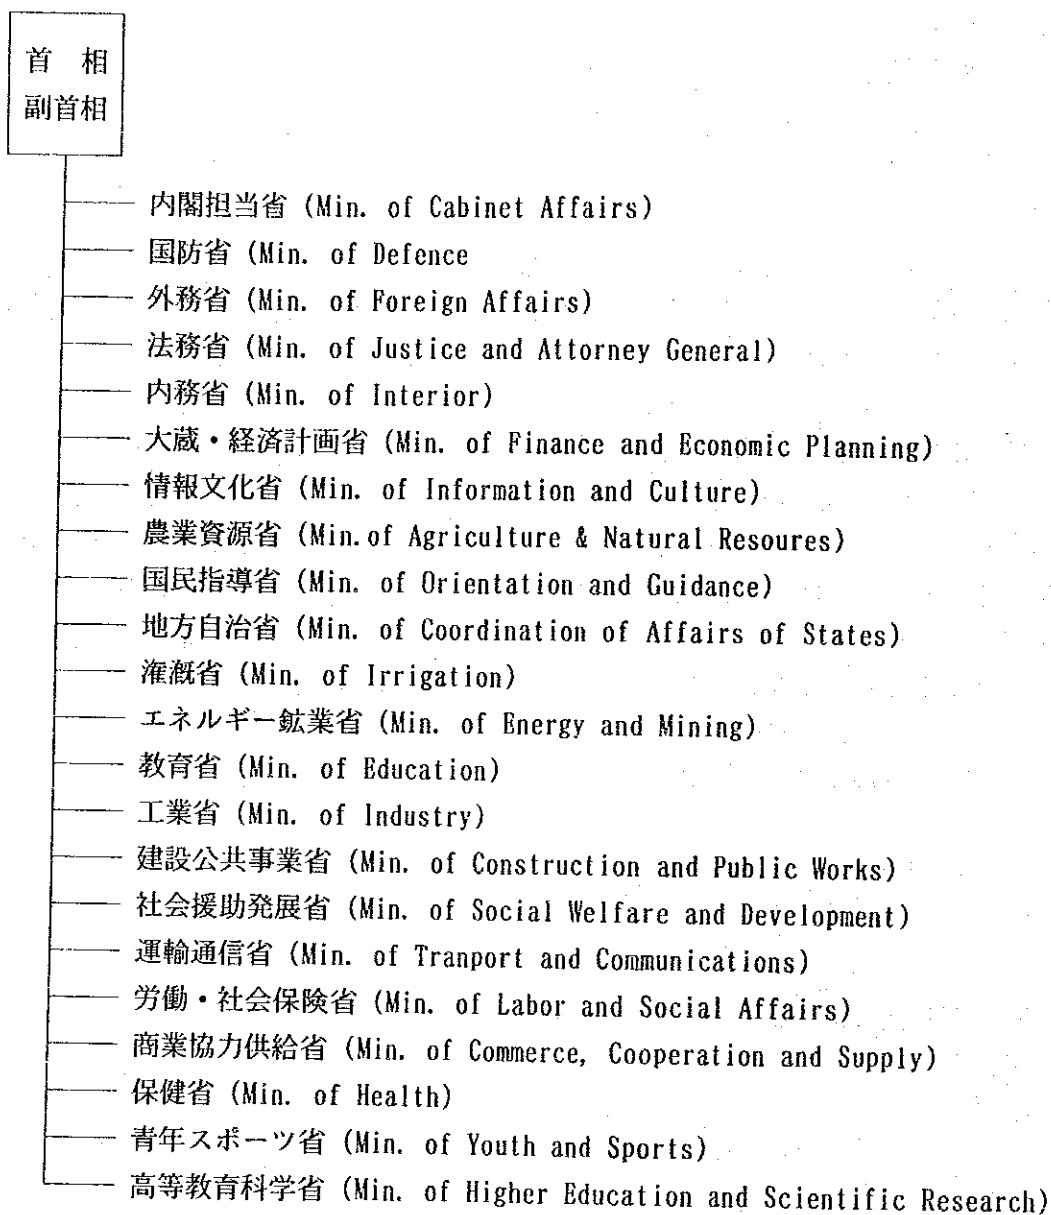 首　相
副首相
内閣担当省 (Min. of Cabinet Affairs)
国防省 (Min. of Defence
外務省 (Min. of Foreign Affairs)
法務省 (Min. of Justice and Attorney General)
内務省 (Min. of Interior)
大蔵・経済計画省 (Min. of Finance and Economic Planning)
情報文化省 (Min. of Information and Culture)
農業資源省 (Min.of Agriculture & Natural Resoures)
国民指導省 (Min. of Orientation and Guidance)
地方自治省 (Min. of Coordination of Affairs of States)
灌漑省 (Min. of Irrigation)
エネルギー鉱業省 (Min. of Energy and Mining)
教育省 (Min. of Education)
工業省 (Min. of Industry)
建設公共事業省 (Min. of Construction and Public Works)
社会援助発展省 (Min. of Social Welfare and Development)
運輸通信省 (Min. of Tranport and Communications)
労働・社会保険省 (Min. of Labor and Social Affairs)
商業協力供給省 (Min. of Commerce, Cooperation and Supply)
保健省 (Min. of Health)
青年スポーツ省 (Min. of Youth and Sports)
高等教育科学省 (Min. of Higher Education and Scientific Research)